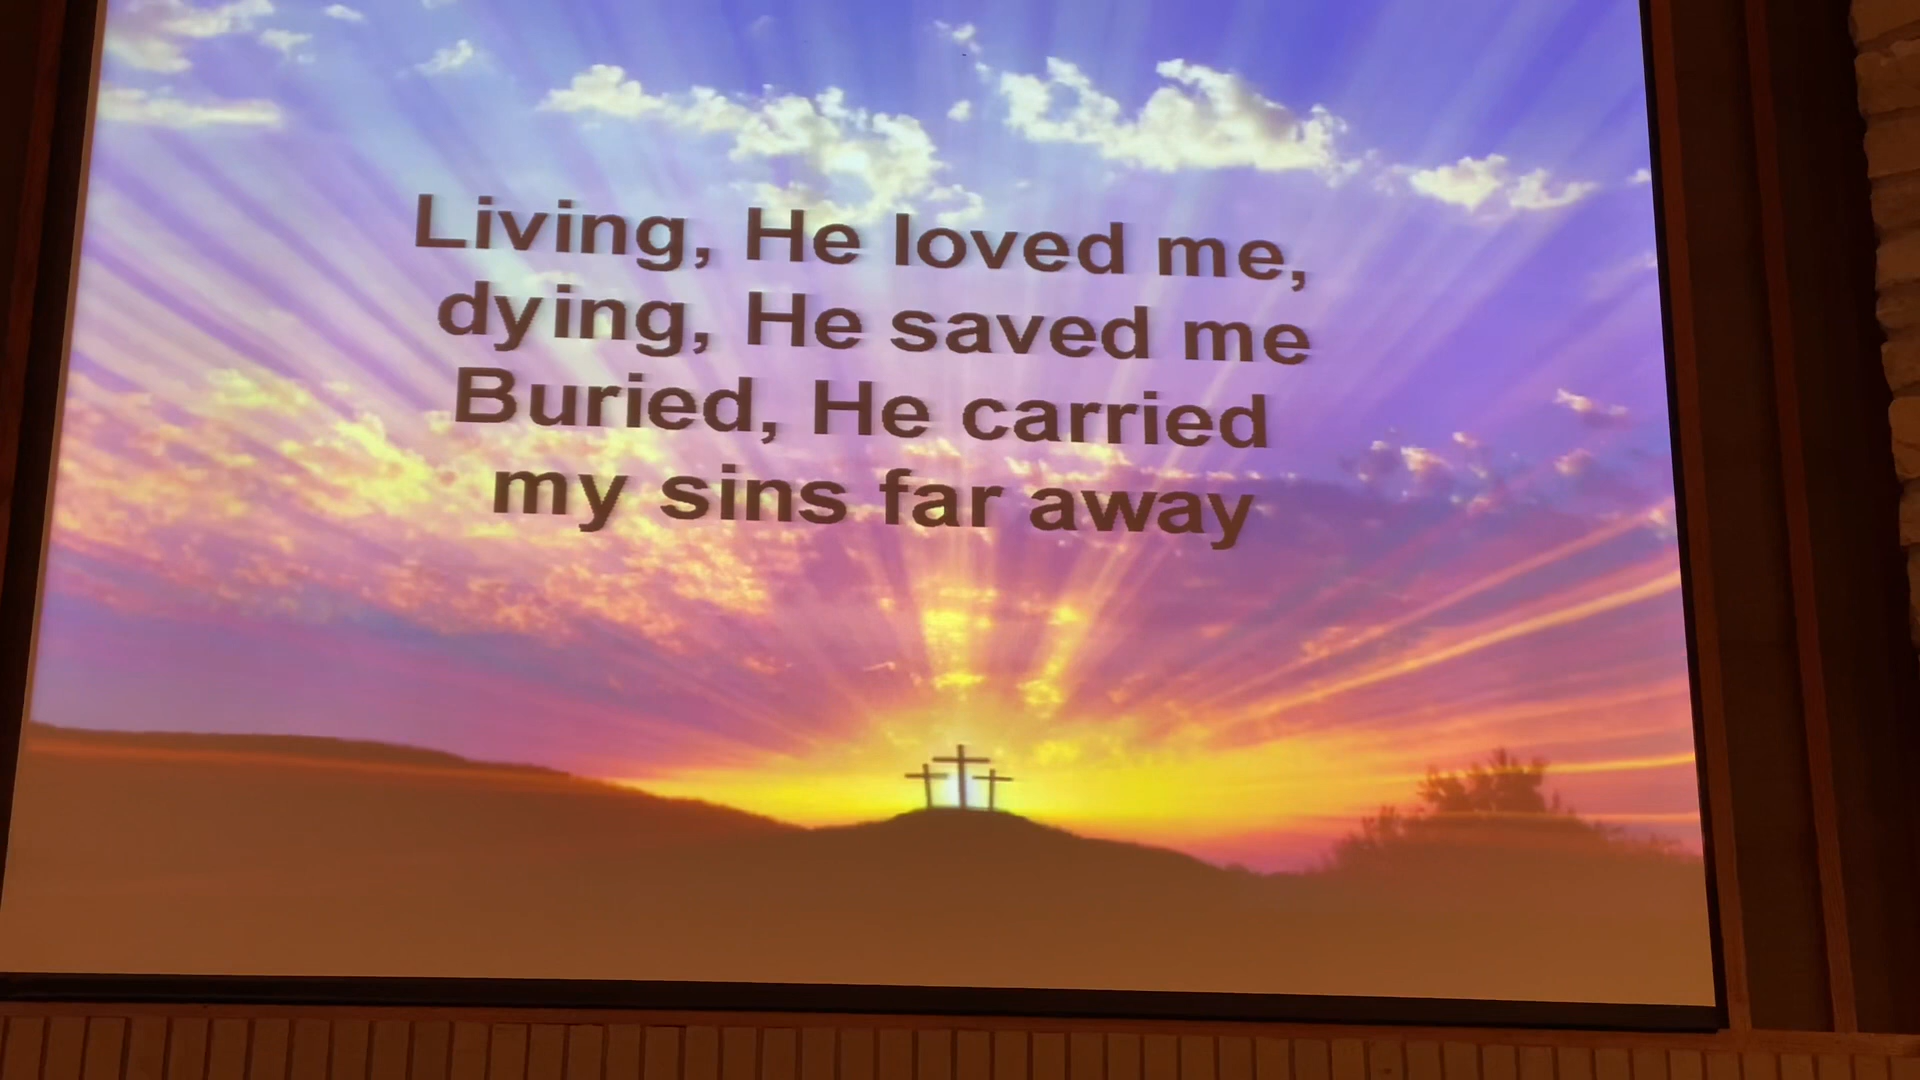 Living, He loved me,
dying, He saved me
Buried, He carried
my sins far away